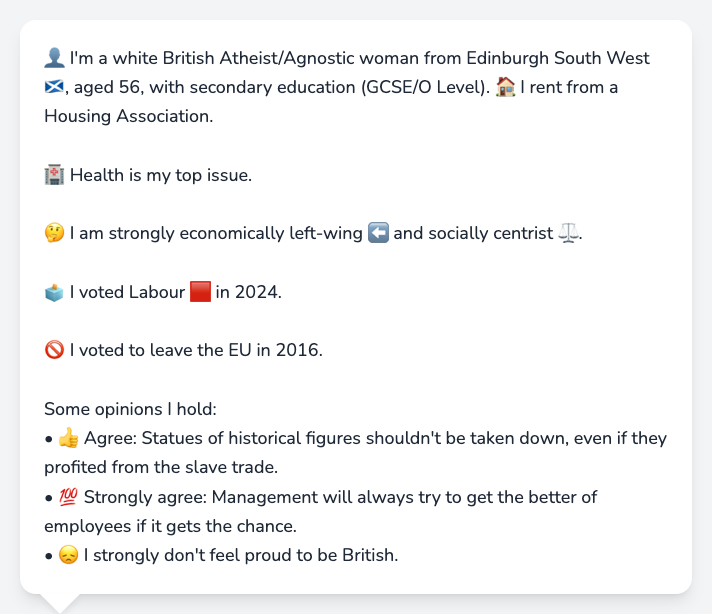 👤 I'm a white British Atheist/Agnostic woman from Edinburgh South West
🏴󠁧󠁢󠁳󠁣󠁴󠁿, aged 56, with secondary education (GCSE/O Level). 🏠 I rent from a
Housing Association.
🏥 Health is my top issue.
🤔 I am strongly economically left-wing ⬅️ and socially centrist ⚖️.
🗳️ I voted Labour 🟥 in 2024.
🚫 I voted to leave the EU in 2016.
Some opinions I hold:
• 👍 Agree: Statues of historical figures shouldn't be taken down, even if they
profited from the slave trade.
• 💯 Strongly agree: Management will always try to get the better of
employees if it gets the chance.
• 😞 I strongly don't feel proud to be British.